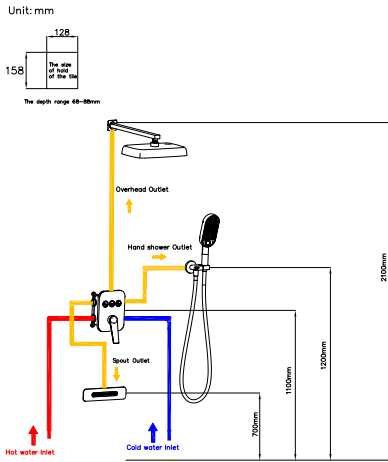 Unit: mm
128
158
The size
of hold
of the tile
The depth range 68-88mm
Overhead Outlet
Hand shower Outlet
2100mm
1200mm
1100mm
Spout Outlet
700mm
Hot water Inlet
Cold water Inlet